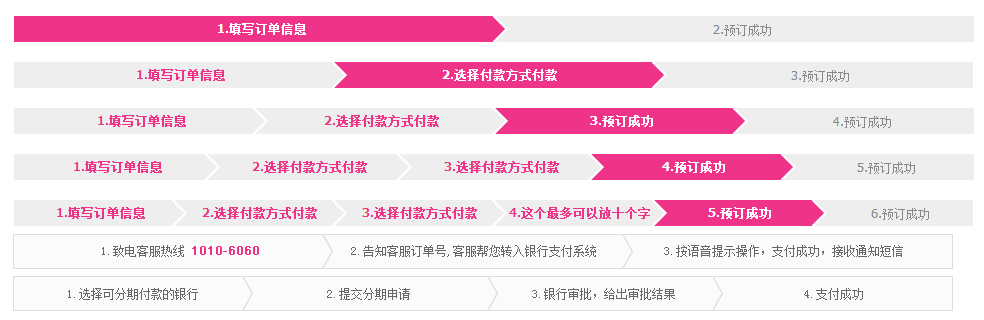 1.填写订单信息 2.预订成功
1.填写订单信息 2.选择付款方式付款 3.预订成功
1.填写订单信息 2.选择付款方式付款 3.预订成功 4.预订成功
1.填写订单信息 2.选择付款方式付款 3.选择付款方式付款 4.预订成功 5.预订成功
1.填写订单信息 2.选择付款方式付款 3.选择付款方式付款 4.这个最多可以放十个字 5.预订成功 6.预订成功
1. 致电客服热线 1010-6060 2. 告知客服订单号, 客服帮您转入银行支付系统 3. 按语音提示操作，支付成功，接收通知短信
1. 选择可分期付款的银行 2. 提交分期申请 3. 银行审批，给出审批结果 4. 支付成功